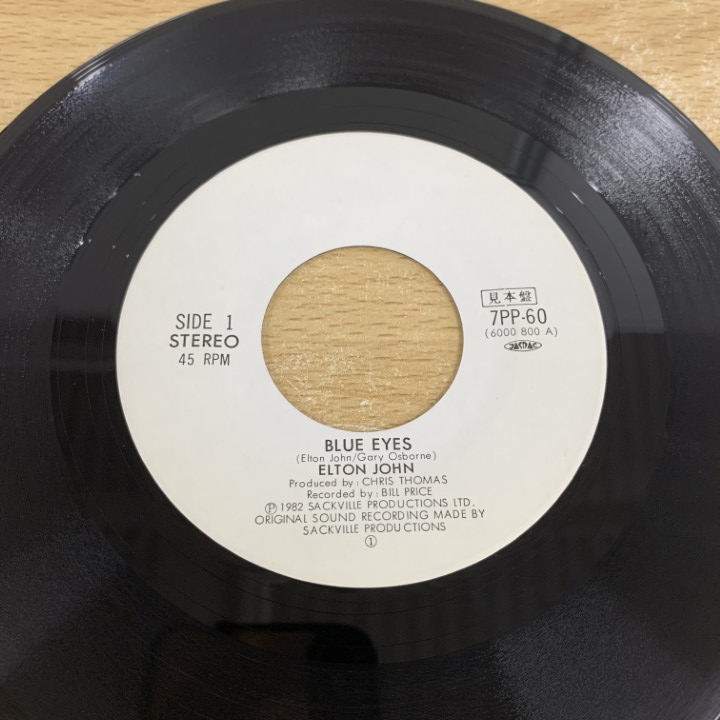 SIDE 1
STEREO
45 RPM
見本盤
7PP-60
(6000 800 A)
JASRAC
BLUE EYES
(Elton John/Gary Osborne)
ELTON JOHN
Produced by: CHRIS THOMAS
Recorded by: BILL PRICE
Ⓟ1982 SACKVILLE PRODUCTIONS LTD.
ORIGINAL SOUND RECORDING MADE BY
SACKVILLE PRODUCTIONS
①